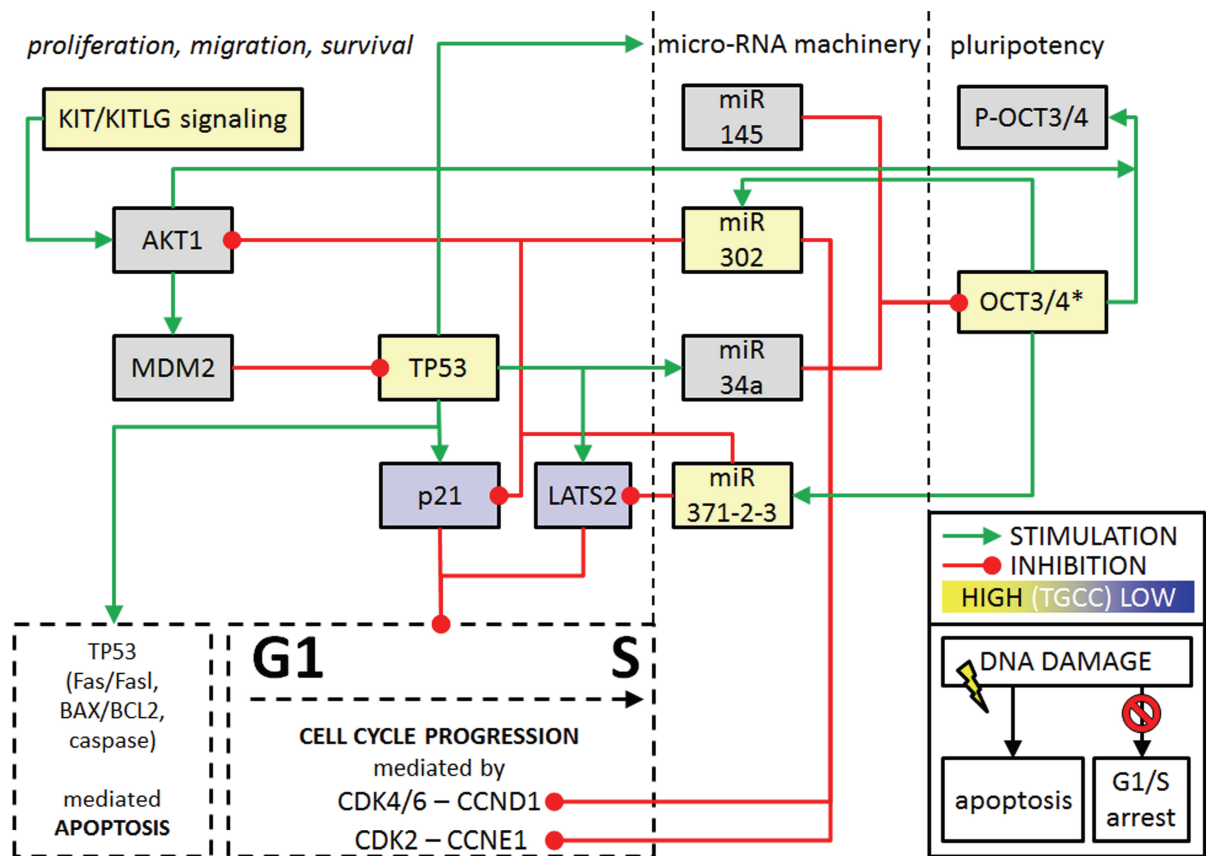 proliferation, migration, survival
micro-RNA machinery
pluripotency
KIT/KITLG signaling
miR
145
P-OCT3/4
AKT1
miR
302
OCT3/4*
MDM2
TP53
miR
34a
p21
LATS2
miR
371-2-3
STIMULATION
INHIBITION
HIGH (TGCC) LOW
TP53
(Fas/Fasl,
BAX/BCL2,
caspase)
mediated
APOPTOSIS
G1
S
CELL CYCLE PROGRESSION
mediated by
CDK4/6 – CCND1
CDK2 – CCNE1
DNA DAMAGE
apoptosis
G1/S
arrest